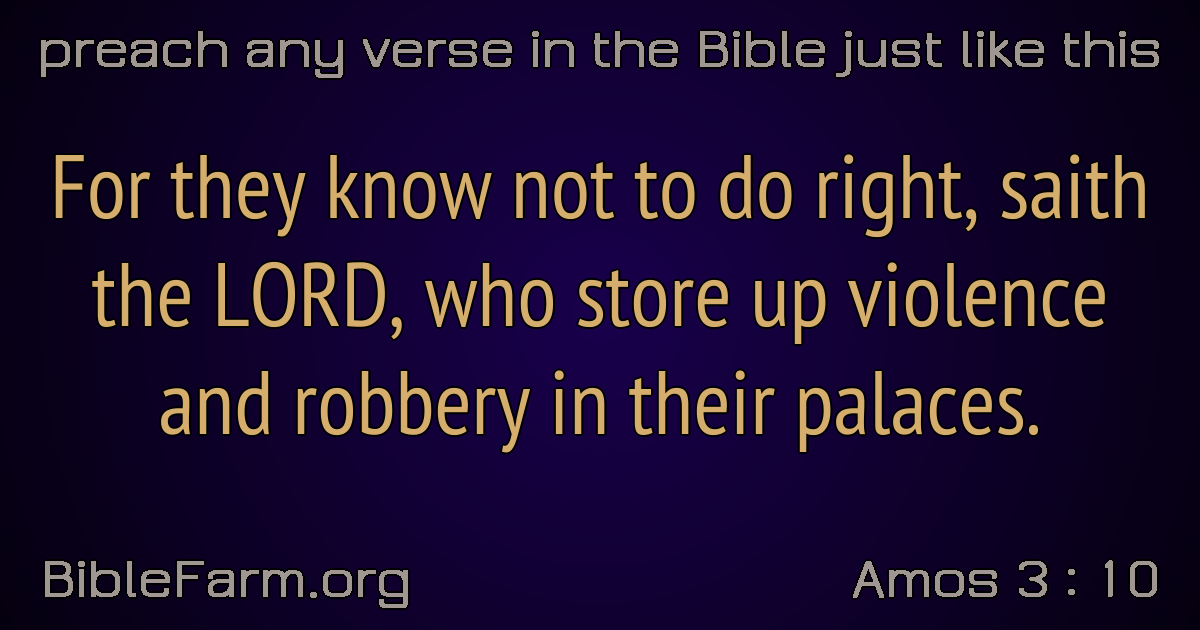 preach any verse in the Bible just like this
For they know not to do right, saith
the LORD, who store up violence
and robbery in their palaces.
BibleFarm.org
Amos 3 : 10